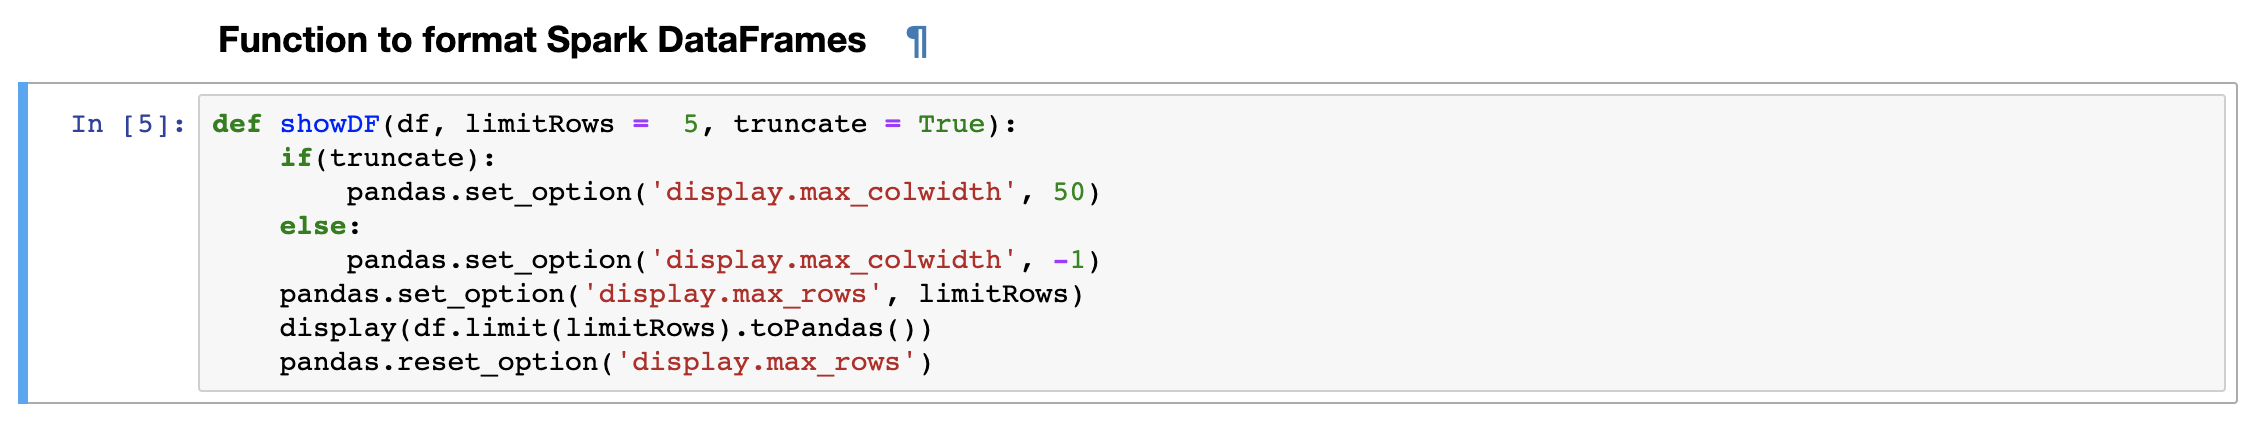 Function to format Spark DataFrames ¶
In [5]: def showDF(df, limitRows =  5, truncate = True):
    if(truncate):
        pandas.set_option('display.max_colwidth', 50)
    else:
        pandas.set_option('display.max_colwidth', -1)
    pandas.set_option('display.max_rows', limitRows)
    display(df.limit(limitRows).toPandas())
    pandas.reset_option('display.max_rows')